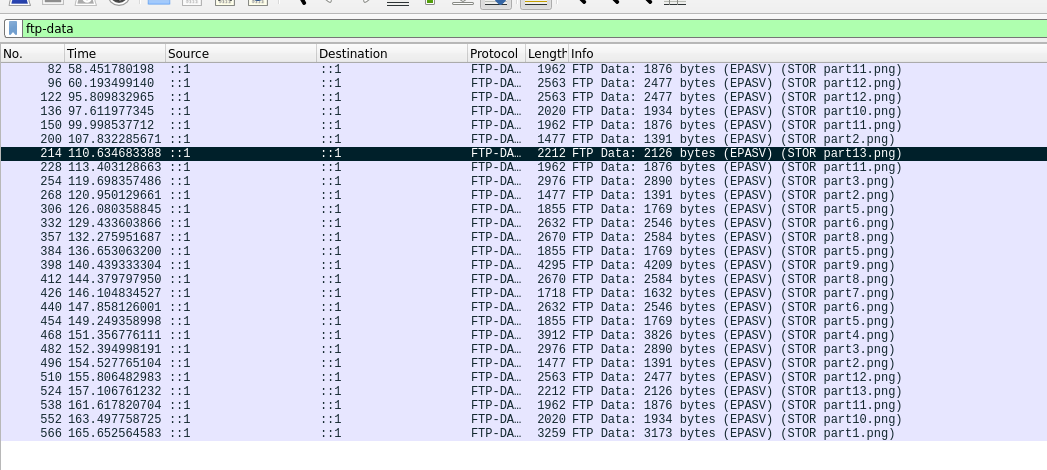 ftp-data
No. Time Source Destination Protocol Length Info
82 58.451780198 ::1 ::1 FTP-DA… 1962 FTP Data: 1876 bytes (EPASV) (STOR part11.png)
96 60.193499140 ::1 ::1 FTP-DA… 2563 FTP Data: 2477 bytes (EPASV) (STOR part12.png)
122 95.809832965 ::1 ::1 FTP-DA… 2563 FTP Data: 2477 bytes (EPASV) (STOR part12.png)
136 97.611977345 ::1 ::1 FTP-DA… 2020 FTP Data: 1934 bytes (EPASV) (STOR part10.png)
150 99.998537712 ::1 ::1 FTP-DA… 1962 FTP Data: 1876 bytes (EPASV) (STOR part11.png)
200 107.832285671 ::1 ::1 FTP-DA… 1477 FTP Data: 1391 bytes (EPASV) (STOR part2.png)
214 110.634683388 ::1 ::1 FTP-DA… 2212 FTP Data: 2126 bytes (EPASV) (STOR part13.png)
228 113.403128663 ::1 ::1 FTP-DA… 1962 FTP Data: 1876 bytes (EPASV) (STOR part11.png)
254 119.698357486 ::1 ::1 FTP-DA… 2976 FTP Data: 2890 bytes (EPASV) (STOR part3.png)
268 120.950129661 ::1 ::1 FTP-DA… 1477 FTP Data: 1391 bytes (EPASV) (STOR part2.png)
306 126.080358845 ::1 ::1 FTP-DA… 1855 FTP Data: 1769 bytes (EPASV) (STOR part5.png)
332 129.433603866 ::1 ::1 FTP-DA… 2632 FTP Data: 2546 bytes (EPASV) (STOR part6.png)
357 132.275951687 ::1 ::1 FTP-DA… 2670 FTP Data: 2584 bytes (EPASV) (STOR part8.png)
384 136.653063200 ::1 ::1 FTP-DA… 1855 FTP Data: 1769 bytes (EPASV) (STOR part5.png)
398 140.439333304 ::1 ::1 FTP-DA… 4295 FTP Data: 4209 bytes (EPASV) (STOR part9.png)
412 144.379797950 ::1 ::1 FTP-DA… 2670 FTP Data: 2584 bytes (EPASV) (STOR part8.png)
426 146.104834527 ::1 ::1 FTP-DA… 1718 FTP Data: 1632 bytes (EPASV) (STOR part7.png)
440 147.858126001 ::1 ::1 FTP-DA… 2632 FTP Data: 2546 bytes (EPASV) (STOR part6.png)
454 149.249358998 ::1 ::1 FTP-DA… 1855 FTP Data: 1769 bytes (EPASV) (STOR part5.png)
468 151.356776111 ::1 ::1 FTP-DA… 3912 FTP Data: 3826 bytes (EPASV) (STOR part4.png)
482 152.394998191 ::1 ::1 FTP-DA… 2976 FTP Data: 2890 bytes (EPASV) (STOR part3.png)
496 154.527765104 ::1 ::1 FTP-DA… 1477 FTP Data: 1391 bytes (EPASV) (STOR part2.png)
510 155.806482983 ::1 ::1 FTP-DA… 2563 FTP Data: 2477 bytes (EPASV) (STOR part12.png)
524 157.106761232 ::1 ::1 FTP-DA… 2212 FTP Data: 2126 bytes (EPASV) (STOR part13.png)
538 161.617820704 ::1 ::1 FTP-DA… 1962 FTP Data: 1876 bytes (EPASV) (STOR part11.png)
552 163.497758725 ::1 ::1 FTP-DA… 2020 FTP Data: 1934 bytes (EPASV) (STOR part10.png)
566 165.652564583 ::1 ::1 FTP-DA… 3259 FTP Data: 3173 bytes (EPASV) (STOR part1.png)